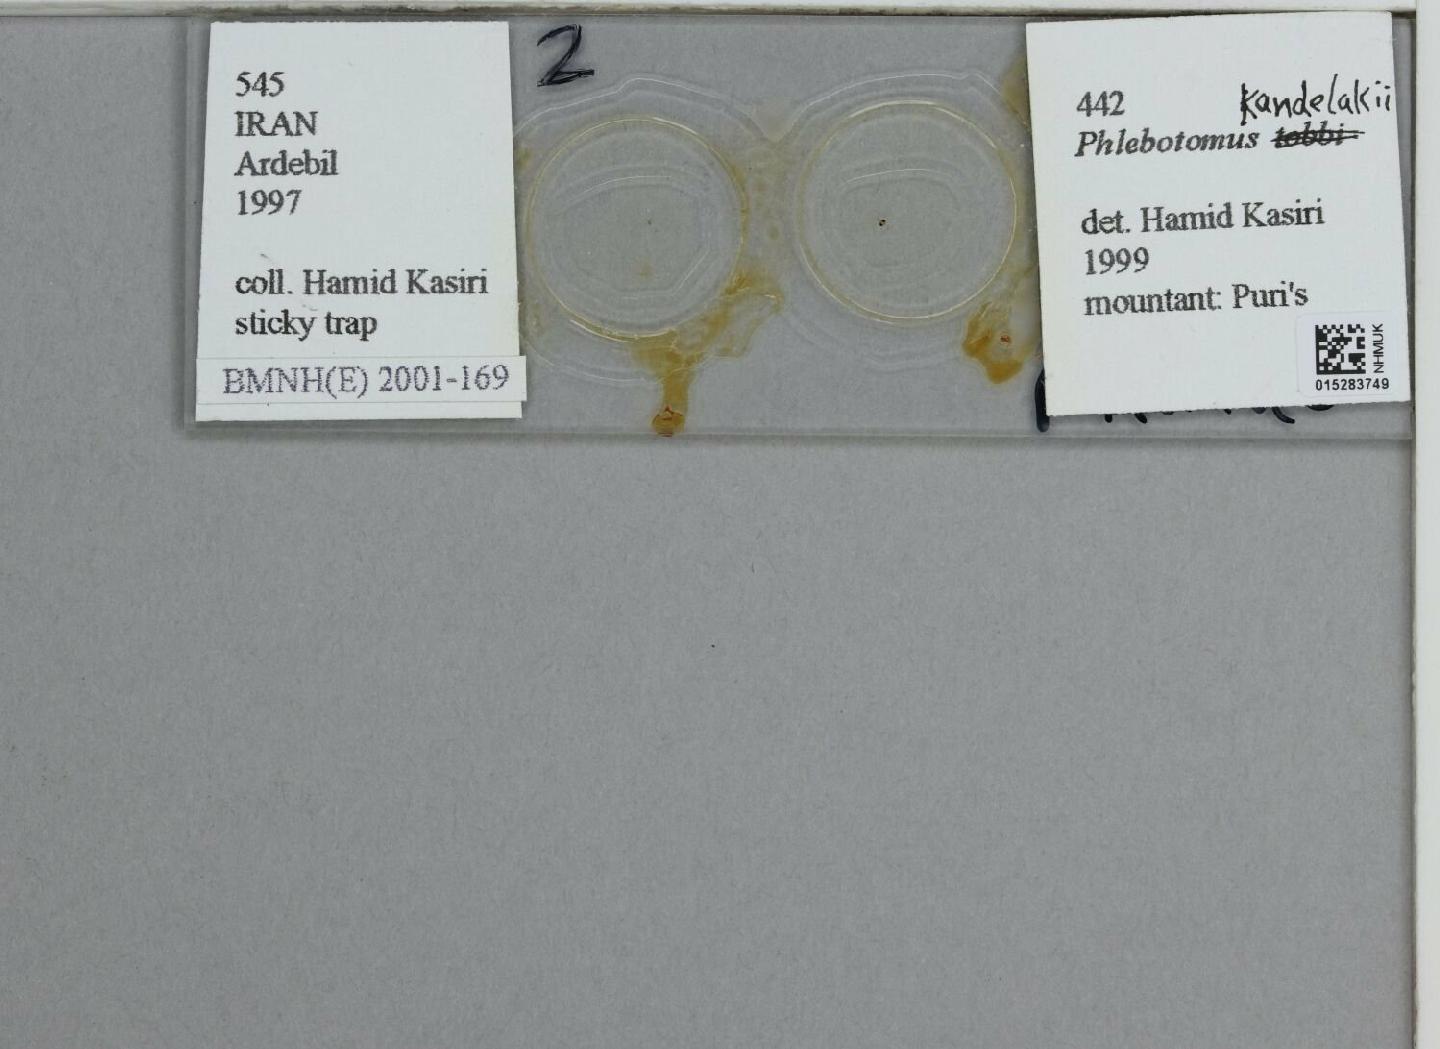 545
IRAN
Ardebil
1997
coll. Hamid Kasiri
sticky trap
BMNH(E) 2001-169
2
442 Kandelakii
Phlebotomus tobbi
det. Hamid Kasiri
1999
mountant: Puri's
NHMUK
015283749